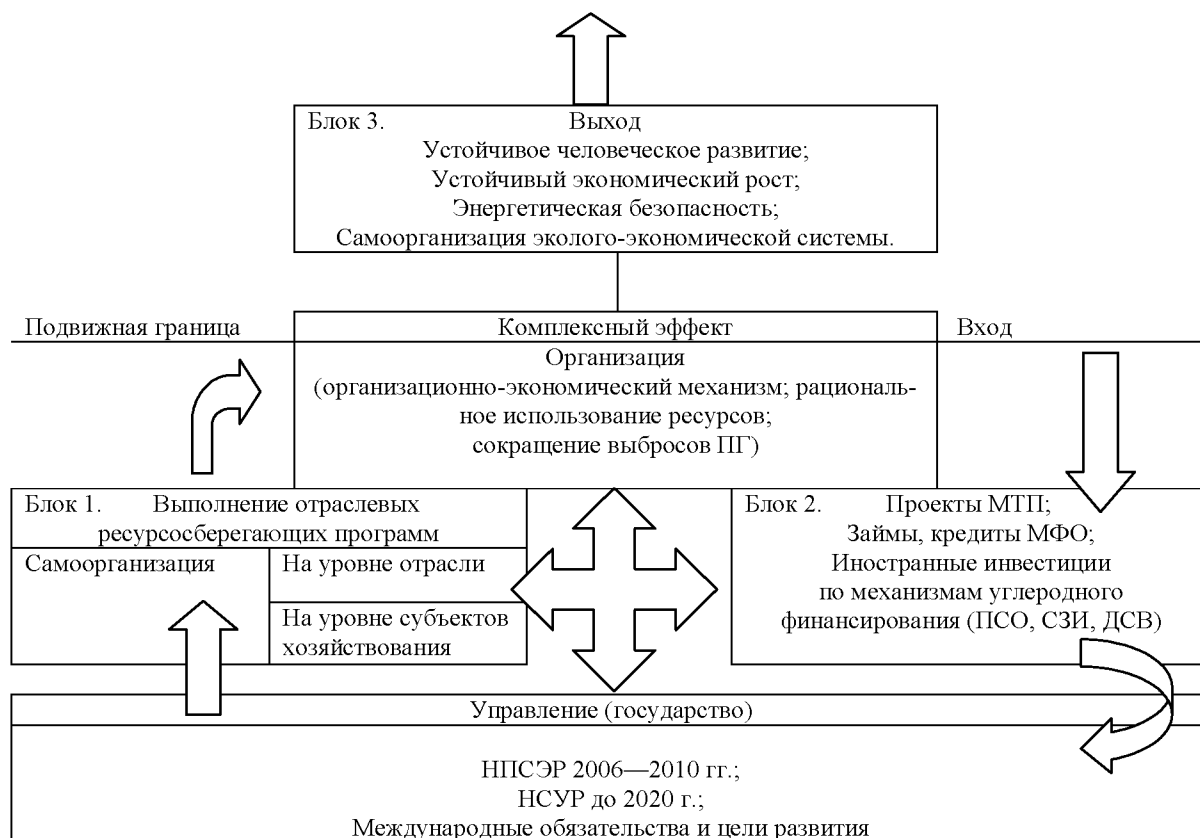 Блок 3. Выход
Устойчивое человеческое развитие;
Устойчивый экономический рост;
Энергетическая безопасность;
Самоорганизация эколого-экономической системы.
Подвижная граница
Комплексный эффект
Вход
Организация
(организационно-экономический механизм; рациональ-
ное использование ресурсов;
сокращение выбросов ПГ)
Блок 1. Выполнение отраслевых
ресурсосберегающих программ
Самоорганизация
На уровне отрасли
На уровне субъектов
хозяйствования
Блок 2. Проекты МТП;
Займы, кредиты МФО;
Иностранные инвестиции
по механизмам углеродного
финансирования (ПСО, СЗИ, ДСВ)
Управление (государство)
НПСЭР 2006—2010 гг.;
НСУР до 2020 г.;
Международные обязательства и цели развития